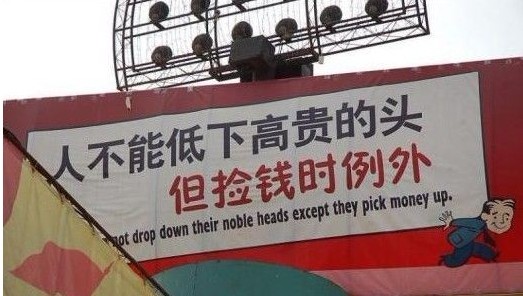 人不能低下高贵的头
但捡钱时例外
not drop down their noble heads except they pick money up.